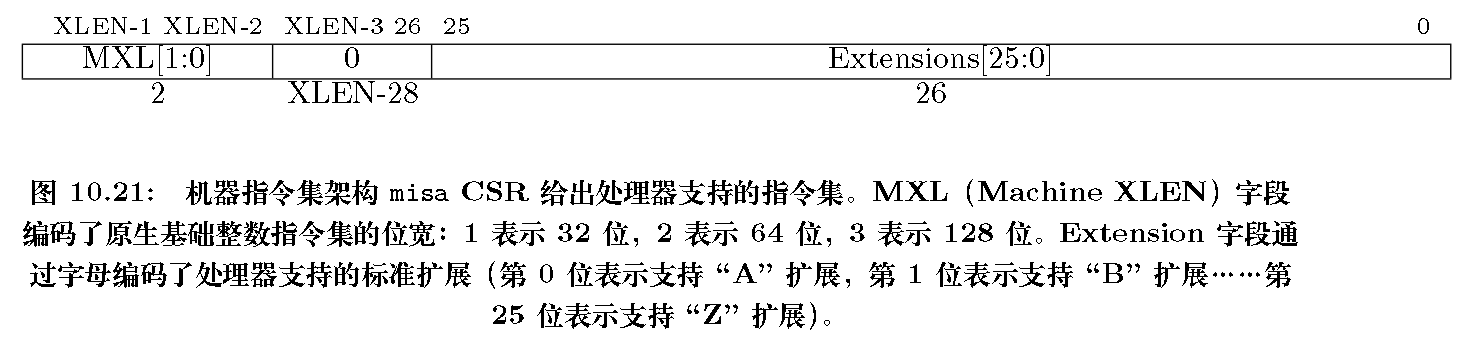 XLEN-1 XLEN-2 XLEN-3 26 25 0
MXL[1:0] 0 Extensions[25:0]
2 XLEN-28 26
图 10.21： 机器指令集架构 misa CSR 给出处理器支持的指令集。MXL（Machine XLEN）字段
编码了原生基础整数指令集的位宽：1 表示 32 位，2 表示 64 位，3 表示 128 位。Extension 字段通
过字母编码了处理器支持的标准扩展（第 0 位表示支持 “A” 扩展，第 1 位表示支持 “B” 扩展……第
25 位表示支持 “Z” 扩展）。